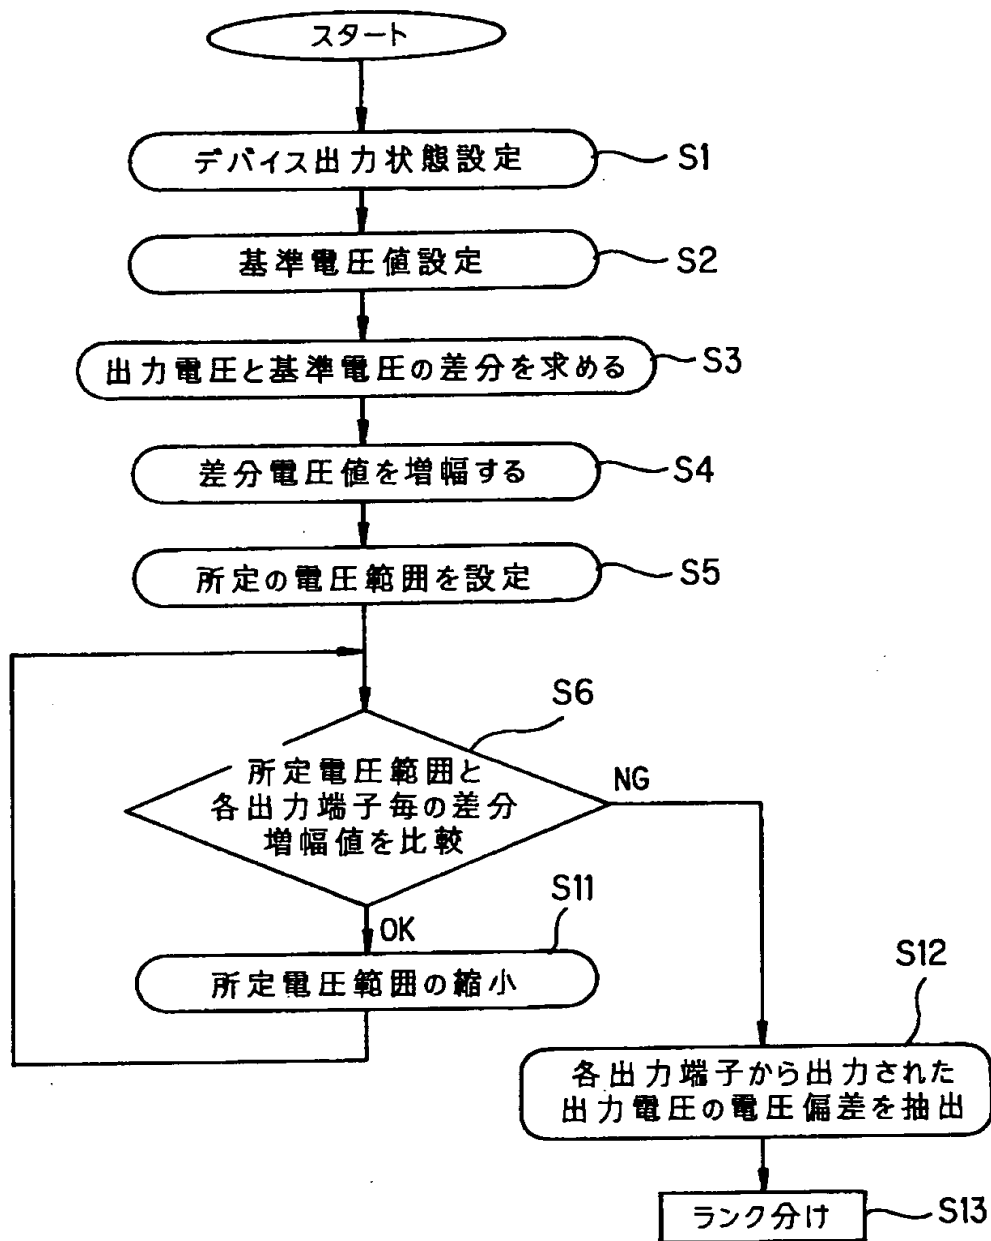 スタート
デバイス出力状態設定
S1
基準電圧値設定
S2
出力電圧と基準電圧の差分を求める
S3
差分電圧値を増幅する
S4
所定の電圧範囲を設定
S5
S6
所定電圧範囲と
各出力端子毎の差分
増幅値を比較
NG
OK
S11
所定電圧範囲の縮小
S12
各出力端子から出力された
出力電圧の電圧偏差を抽出
ランク分け
S13